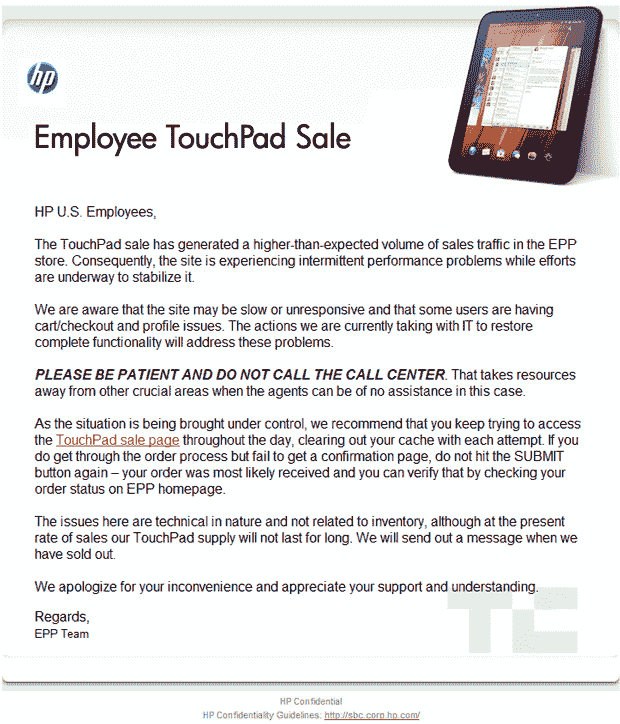 hp
Employee TouchPad Sale
HP U.S. Employees,
The TouchPad sale has generated a higher-than-expected volume of sales traffic in the EPP
store. Consequently, the site is experiencing intermittent performance problems while efforts
are underway to stabilize it.
We are aware that the site may be slow or unresponsive and that some users are having
cart/checkout and profile issues. The actions we are currently taking with IT to restore
complete functionality will address these problems.
PLEASE BE PATIENT AND DO NOT CALL THE CALL CENTER. That takes resources
away from other crucial areas when the agents can be of no assistance in this case.
As the situation is being brought under control, we recommend that you keep trying to access
the TouchPad sale page throughout the day, clearing out your cache with each attempt. If you
do get through the order process but fail to get a confirmation page, do not hit the SUBMIT
button again – your order was most likely received and you can verify that by checking your
order status on EPP homepage.
The issues here are technical in nature and not related to inventory, although at the present
rate of sales our TouchPad supply will not last for long. We will send out a message when we
have sold out.
We apologize for your inconvenience and appreciate your support and understanding.
Regards,
EPP Team
TC
HP Confidential
HP Confidentiality Guidelines: http://sbc.corp.hp.com/